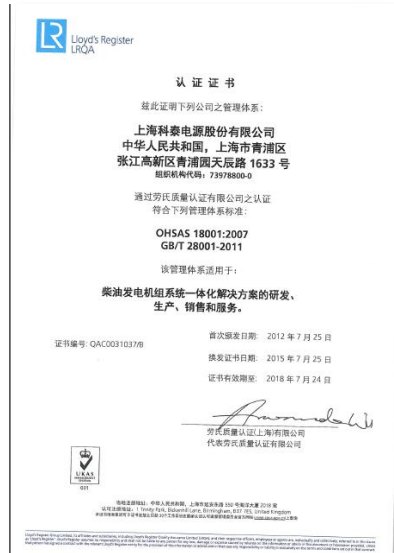 Lloyd's Register
LRQA
认证证书
兹此证明下列公司之管理体系：
上海科泰电源股份有限公司
中华人民共和国，上海市青浦区
张江高新区青浦园天辰路 1633 号
组织机构代码：73978800-0
通过劳氏质量认证有限公司之认证
符合下列管理体系标准：
OHSAS 18001:2007
GB/T 28001-2011
该管理体系适用于：
柴油发电机组系统一体化解决方案的研发、
生产、销售和服务。
证书编号: QAC0031037/B
首次颁发日期: 2012 年 7 月 25 日
换发证书日期: 2015 年 7 月 25 日
证书有效期至: 2018 年 7 月 24 日
劳氏质量认证(上海)有限公司
代表劳氏质量认证有限公司
UKAS
001